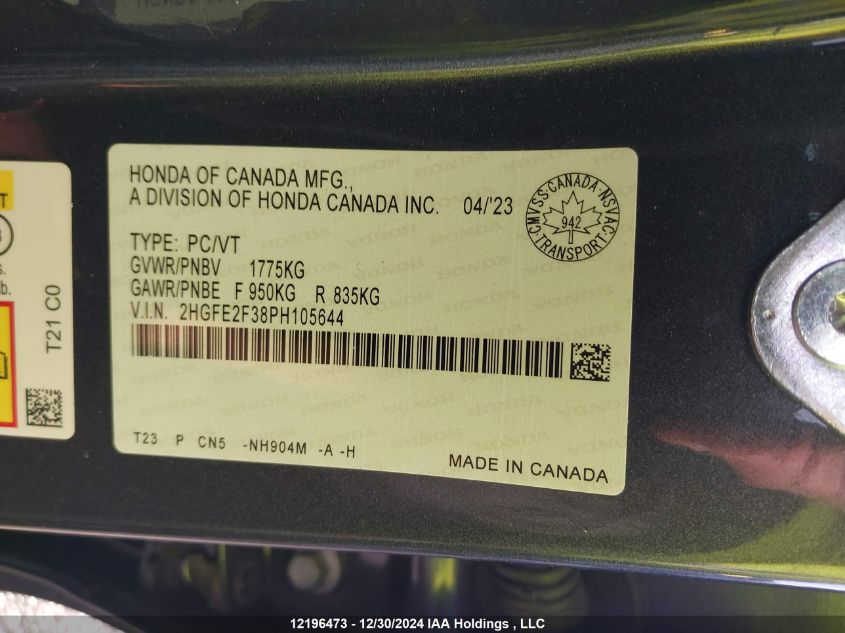 HONDA OF CANADA MFG.,
A DIVISION OF HONDA CANADA INC. 04/'23
CMVSS·CANADA·NSVAC
942
TRANSPORT
TYPE: PC/VT
GVWR/PNBV 1775KG
GAWR/PNBE F 950KG R 835KG
V.I.N. 2HGFE2F38PH105644
T23 P CN5 -NH904M -A -H
MADE IN CANADA
T21 C0
12196473 - 12/30/2024 IAA Holdings , LLC